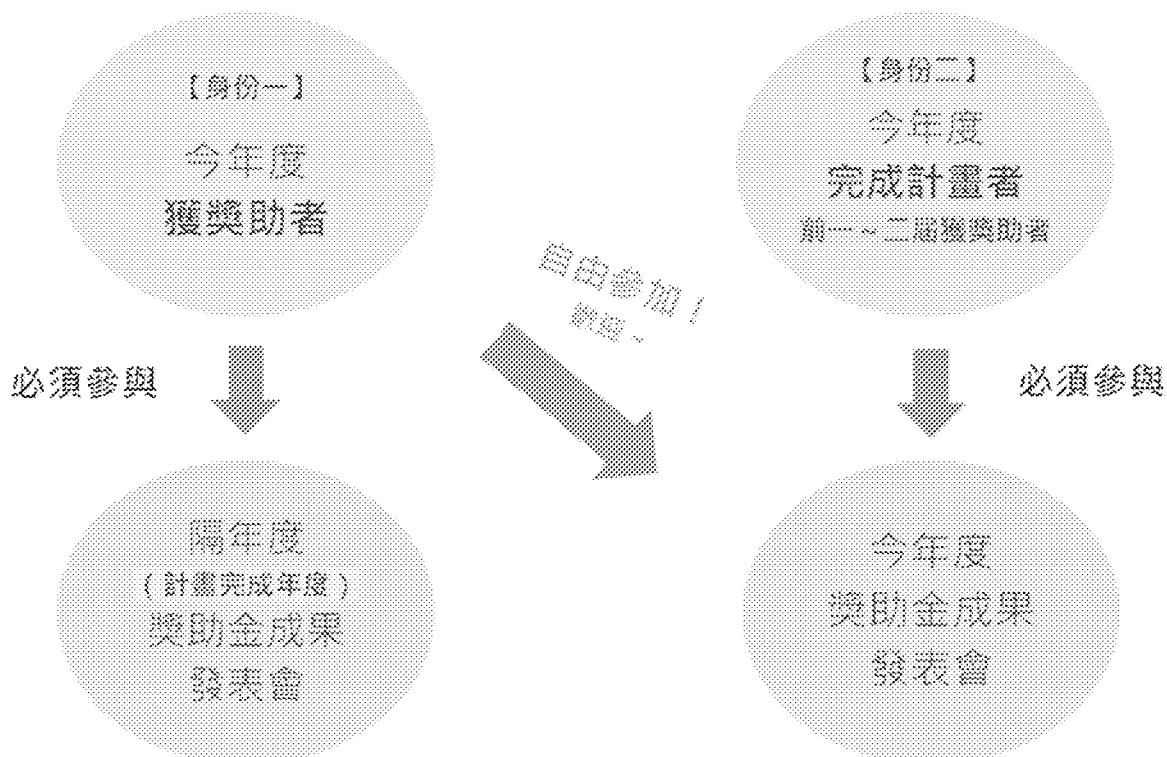 【身份一】
今年度
獲獎助者
【身份二】
今年度
完成計畫者
前一~二屆獲獎助者
自由參加!
歡迎~
必須參與
必須參與
隔年度
(計畫完成年度)
獎助金成果
發表會
今年度
獎助金成果
發表會